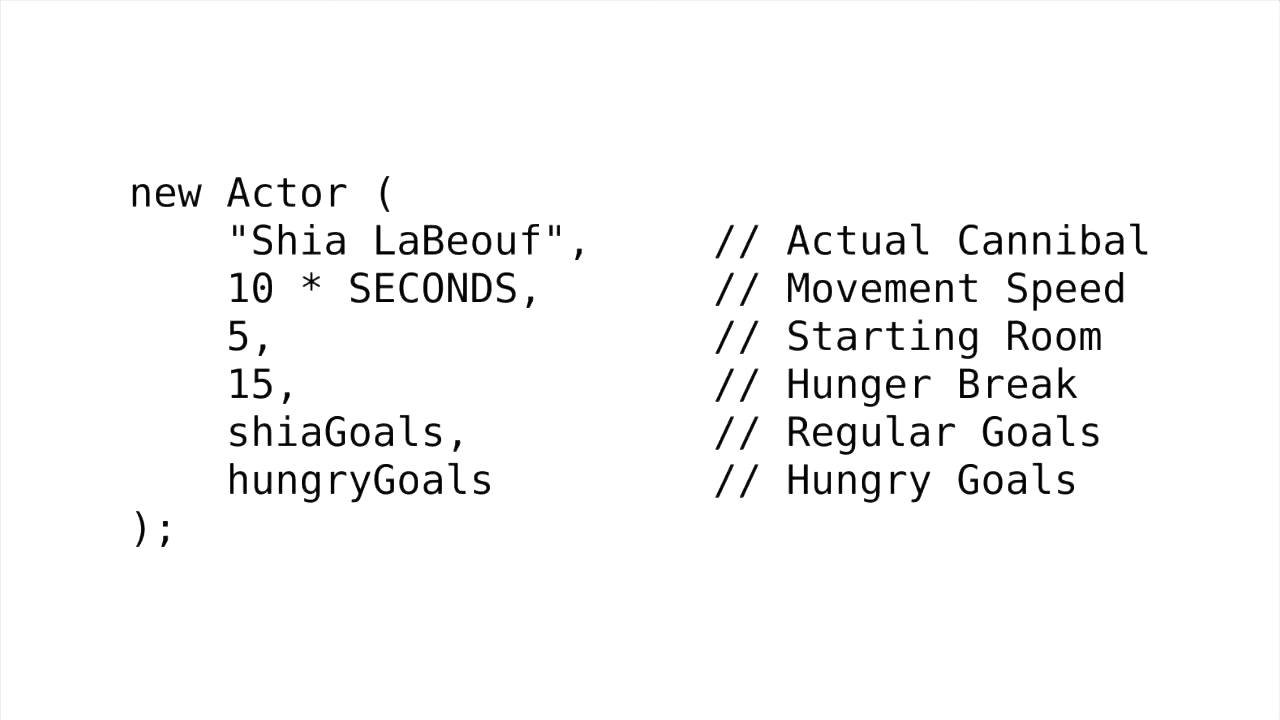 new Actor (
    "Shia LaBeouf",     // Actual Cannibal
    10 * SECONDS,       // Movement Speed
    5,                  // Starting Room
    15,                 // Hunger Break
    shiaGoals,          // Regular Goals
    hungryGoals         // Hungry Goals
);